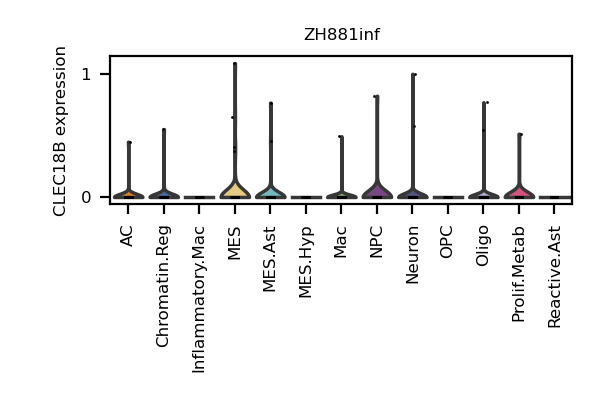 ZH881inf
CLEC18B expression
1
0
AC
Chromatin.Reg
Inflammatory.Mac
MES
MES.Ast
MES.Hyp
Mac
NPC
Neuron
OPC
Oligo
Prolif.Metab
Reactive.Ast